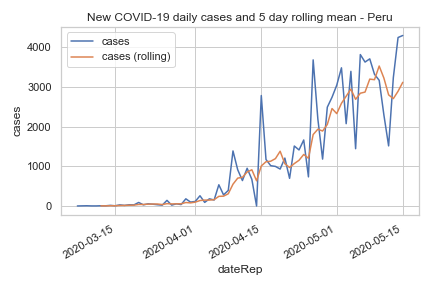 New COVID-19 daily cases and 5 day rolling mean - Peru
cases
cases (rolling)
4000
3000
2000
1000
0
cases
2020-03-15
2020-04-01
2020-04-15
2020-05-01
2020-05-15
dateRep